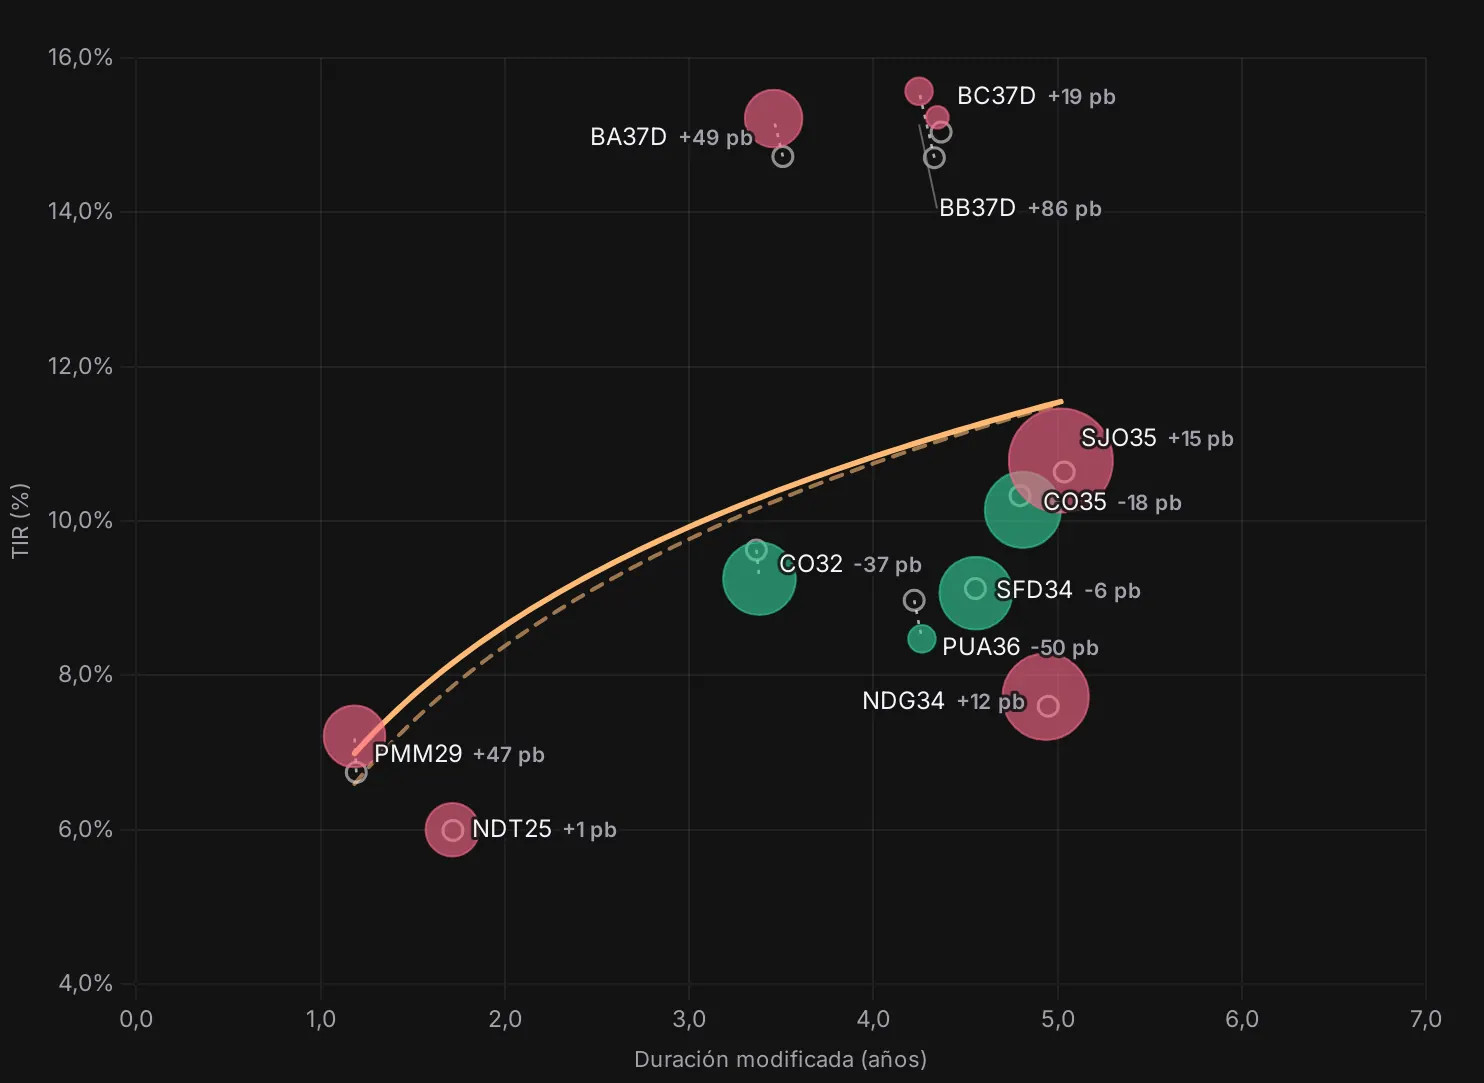 16,0%
BC37D +19 pb
BA37D +49 pb
14,0%
BB37D +86 pb
12,0%
SJO35 +15 pb
CO35 -18 pb
10,0%
TIR (%)
CO32 -37 pb
SFD34 -6 pb
PUA36 -50 pb
8,0%
NDG34 +12 pb
PMM29 +47 pb
6,0%
NDT25 +1 pb
4,0%
0,0 1,0 2,0 3,0 4,0 5,0 6,0 7,0
Duración modificada (años)